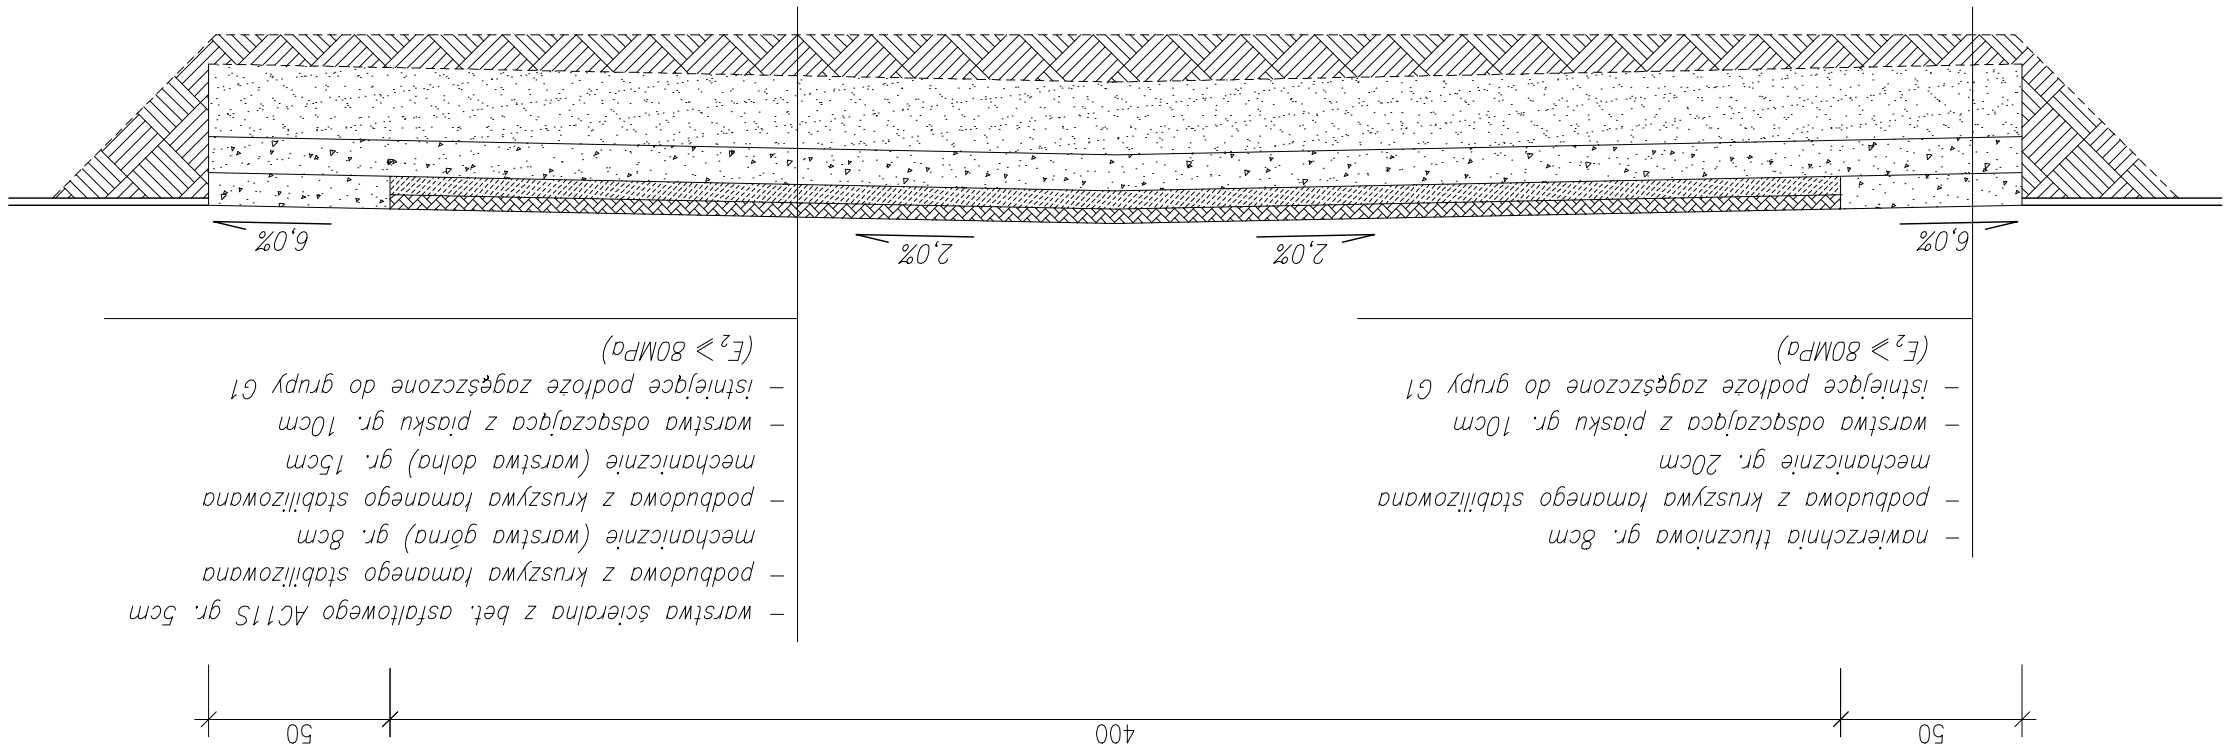 50
400
50
– nawierzchnia tłuczniowa gr. 8cm
– podbudowa z kruszywa łamanego stabilizowana
mechanicznie gr. 20cm
– warstwa odsączająca z piasku gr. 10cm
– istniejące podłoże zagęśzczone do grupy G1
(E₂ ⩾ 80MPa)
– warstwa ścieralna z bet. asfaltowego AC11S gr. 5cm
– podbudowa z kruszywa łamanego stabilizowana
mechanicznie (warstwa górna) gr. 8cm
– podbudowa z kruszywa łamanego stabilizowana
mechanicznie (warstwa dolna) gr. 15cm
– warstwa odsączająca z piasku gr. 10cm
– istniejące podłoże zagęśzczone do grupy G1
(E₂ ⩾ 80MPa)
6,0%
2,0%
2,0%
6,0%